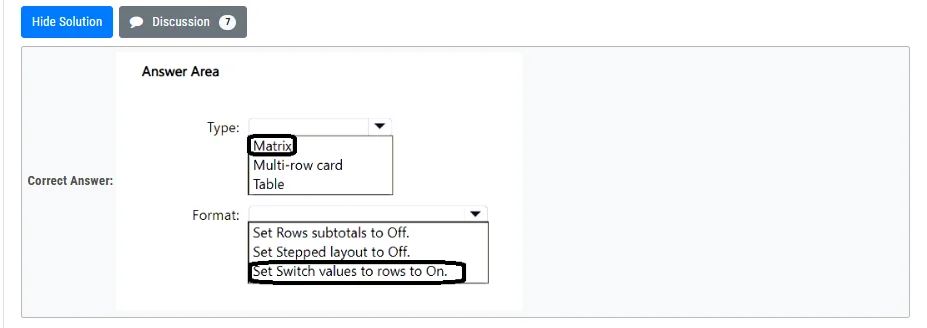 Hide Solution
Discussion 7
Answer Area
Type:
Matrix
Multi-row card
Table
Correct Answer:
Format:
Set Rows subtotals to Off.
Set Stepped layout to Off.
Set Switch values to rows to On.